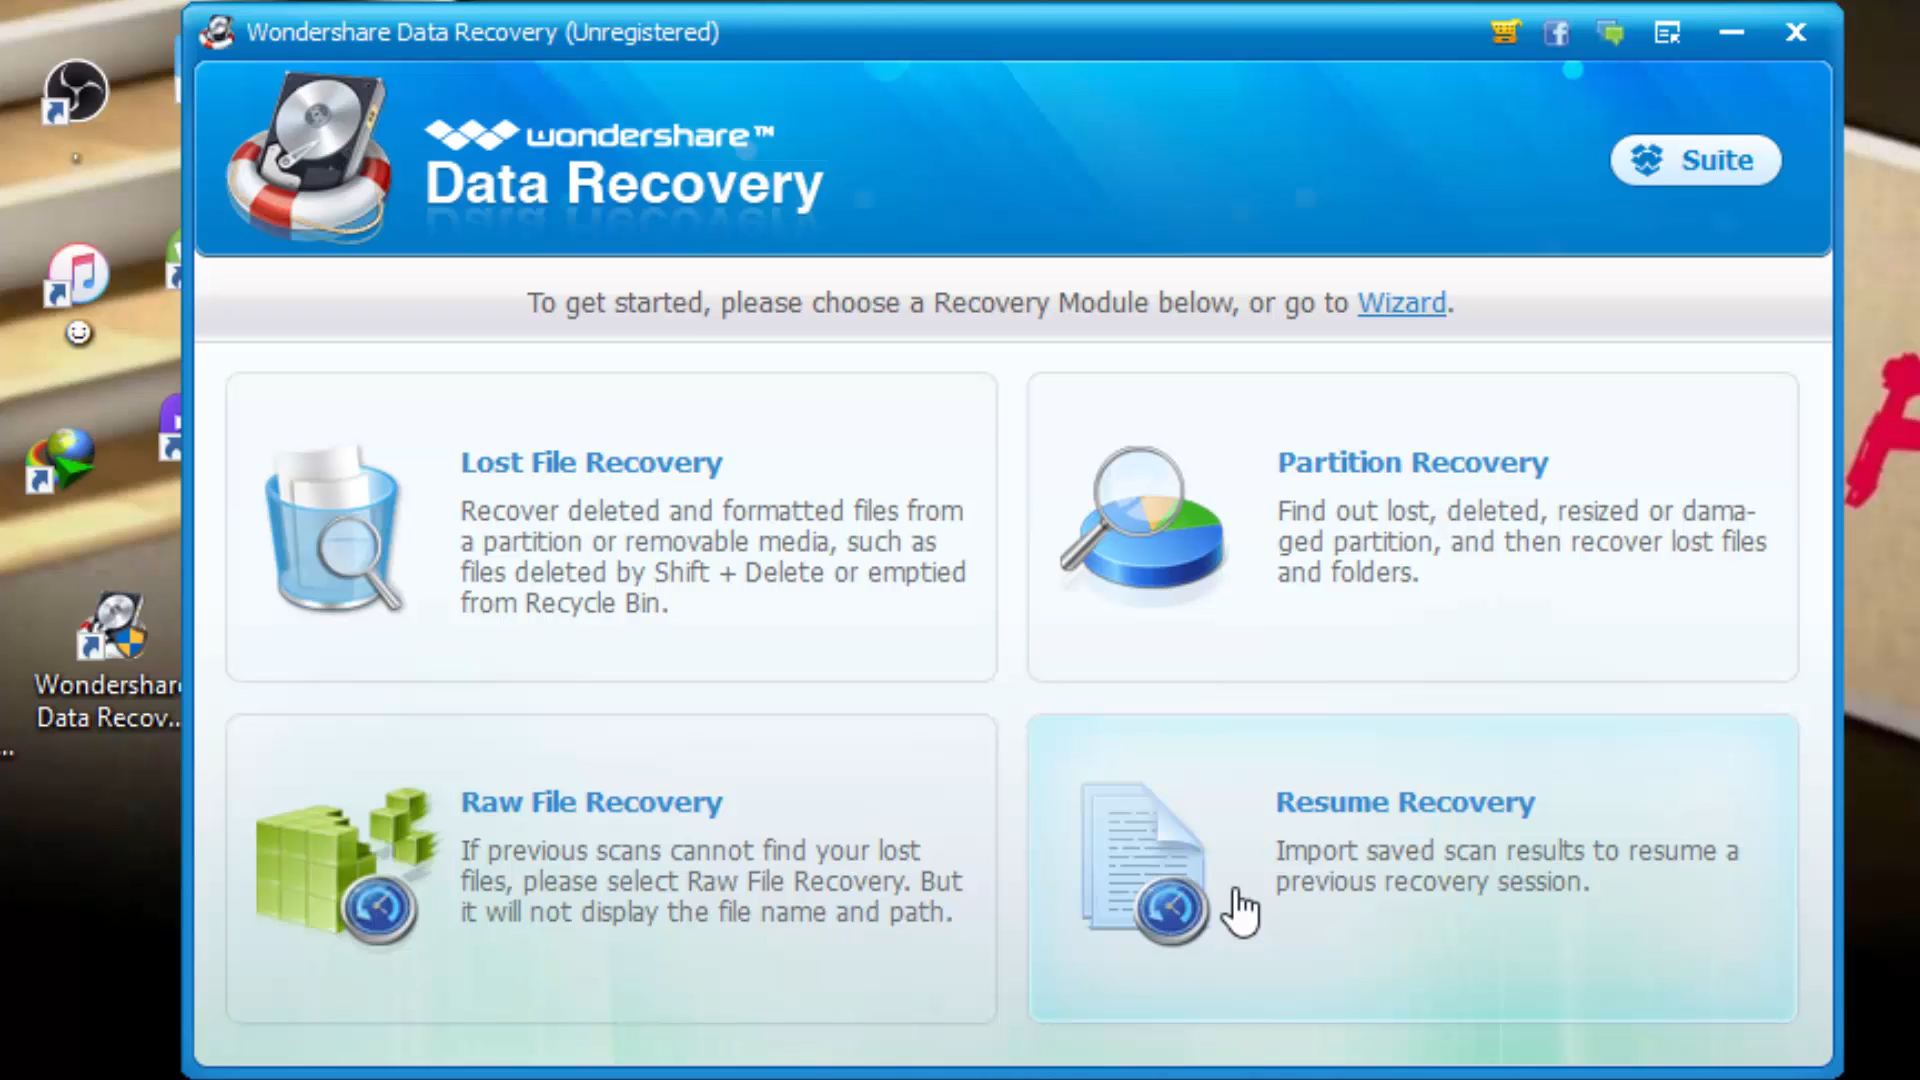 Wondershare Data Recovery (Unregistered)
wondershare™
Data Recovery
Suite
To get started, please choose a Recovery Module below, or go to Wizard.
Lost File Recovery
Recover deleted and formatted files from
a partition or removable media, such as
files deleted by Shift + Delete or emptied
from Recycle Bin.
Partition Recovery
Find out lost, deleted, resized or dama-
ged partition, and then recover lost files
and folders.
Raw File Recovery
If previous scans cannot find your lost
files, please select Raw File Recovery. But
it will not display the file name and path.
Resume Recovery
Import saved scan results to resume a
previous recovery session.
Wondershar
Data Recov...
...